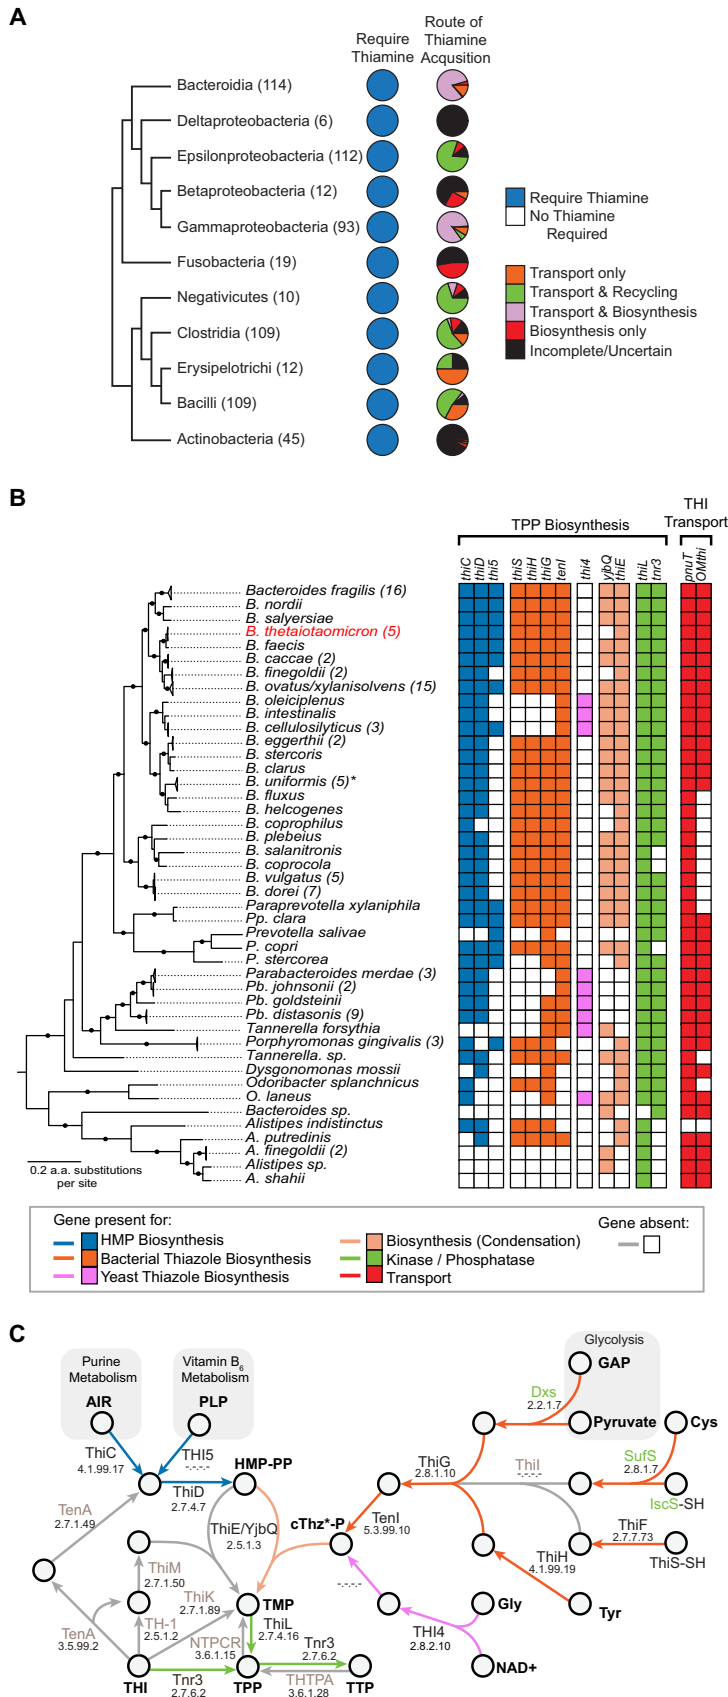 A
Require
Thiamine
Route of
Thiamine
Acqusition
Bacteroidia (114)
Deltaproteobacteria (6)
Epsilonproteobacteria (112)
Betaproteobacteria (12)
Gammaproteobacteria (93)
Fusobacteria (19)
Negativicutes (10)
Clostridia (109)
Erysipelotrichi (12)
Bacilli (109)
Actinobacteria (45)
Require Thiamine
No Thiamine
Required
Transport only
Transport & Recycling
Transport & Biosynthesis
Biosynthesis only
Incomplete/Uncertain
B
TPP Biosynthesis
THI
Transport
thiC
thiD
thi5
thiS
thiH
thiG
tenI
thi4
yjbQ
thiE
thiL
tnr3
pnuT
OMthi
Bacteroides fragilis (16)
B. nordii
B. salyersiae
B. thetaiotaomicron (5)
B. faecis
B. caccae (2)
B. finegoldii (2)
B. ovatus/xylanisolvens (15)
B. oleiciplenus
B. intestinalis
B. cellulosilyticus (3)
B. eggerthii (2)
B. stercoris
B. clarus
B. uniformis (5)*
B. fluxus
B. helcogenes
B. coprophilus
B. plebeius
B. salanitronis
B. coprocola
B. vulgatus (5)
B. dorei (7)
Paraprevotella xylaniphila
Pp. clara
Prevotella salivae
P. copri
P. stercorea
Parabacteroides merdae (3)
Pb. johnsonii (2)
Pb. goldsteinii
Pb. distasonis (9)
Tannerella forsythia
Porphyromonas gingivalis (3)
Tannerella. sp.
Dysgonomonas mossii
Odoribacter splanchnicus
O. laneus
Bacteroides sp.
Alistipes indistinctus
A. putredinis
A. finegoldii (2)
Alistipes sp.
A. shahii
0.2 a.a. substitutions
per site
Gene present for:
HMP Biosynthesis
Bacterial Thiazole Biosynthesis
Yeast Thiazole Biosynthesis
Biosynthesis (Condensation)
Kinase / Phosphatase
Transport
Gene absent:
C
Purine
Metabolism
AIR
Vitamin B6
Metabolism
PLP
Glycolysis
GAP
Pyruvate
Dxs
2.2.1.7
Cys
ThiC
4.1.99.17
THI5
-.-.-.-
ThiD
2.7.4.7
HMP-PP
ThiG
2.8.1.10
ThiI
-.-.-.-
SufS
2.8.1.7
IscS-SH
TenA
2.7.1.49
ThiE/YjbQ
2.5.1.3
cThz*-P
TenI
5.3.99.10
ThiF
2.7.7.73
ThiS-SH
ThiH
4.1.99.19
ThiM
2.7.1.50
ThiK
2.7.1.89
-.-.-.-
TMP
Gly
Tyr
TenA
3.5.99.2
TH-1
2.5.1.2
NTPCR
3.6.1.15
ThiL
2.7.4.16
THI4
2.8.2.10
Tnr3
2.7.6.2
THI
Tnr3
2.7.6.2
TPP
THTPA
3.6.1.28
TTP
NAD+